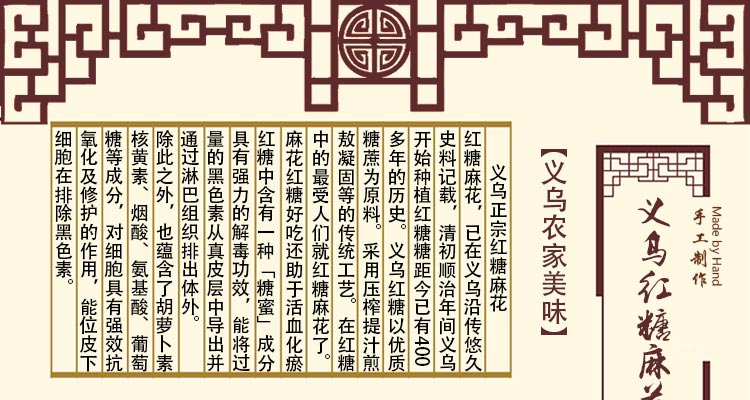 义乌红糖麻花
手工制作
Made by Hand
【义乌农家美味】
义乌正宗红糖麻花
红糖麻花，已在义乌沿传悠久
史料记载，清初顺治年间义乌
开始种植红糖糖距今已有400
多年的历史。义乌红糖以优质
糖蔗为原料。采用压榨提汁煎
敖凝固等的传统工艺。在红糖
中的最受人们就红糖麻花了。
麻花红糖好吃还助于活血化瘀
红糖中含有一种「糖蜜」成分
具有强力的解毒功效，能将过
量的黑色素从真皮层中导出并
通过淋巴组织排出体外。
除此之外，也蕴含了胡萝卜素
核黄素、烟酸、氨基酸、葡萄
糖等成分，对细胞具有强效抗
氧化及修护的作用，能位皮下
细胞在排除黑色素。